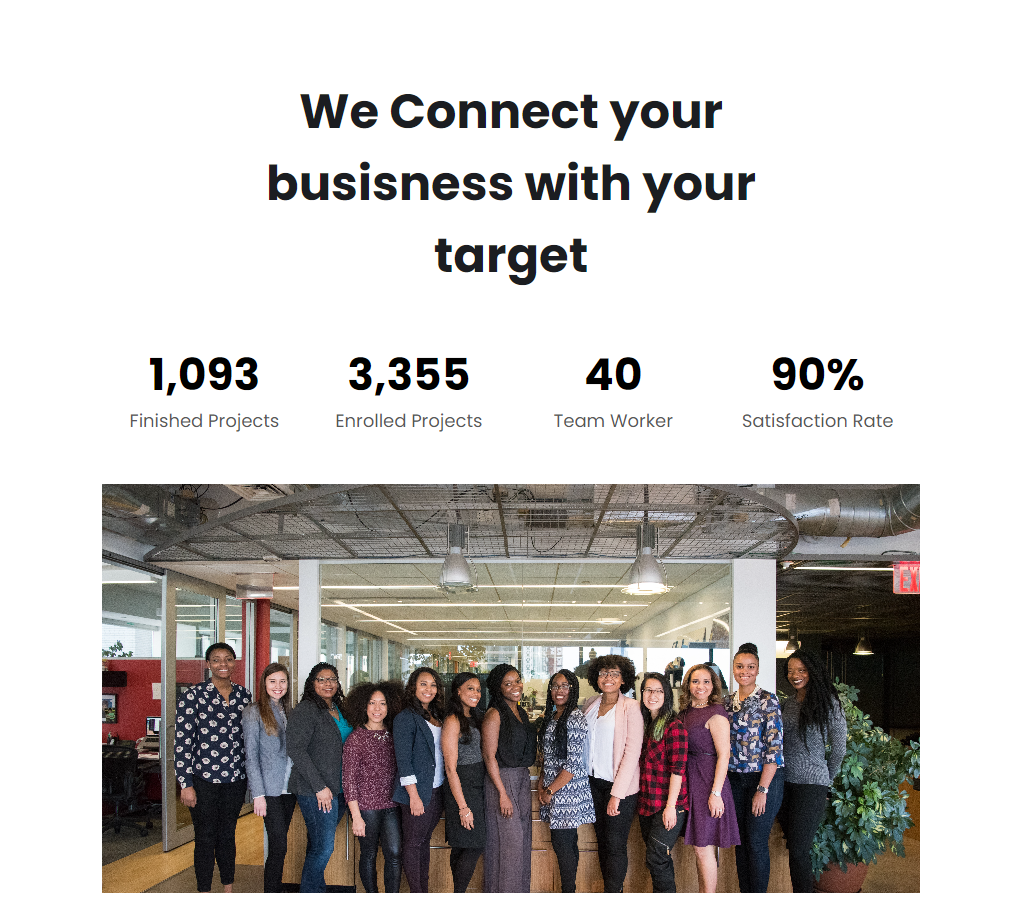 We Connect your
busisness with your
target
1,093
3,355
40
90%
Finished Projects
Enrolled Projects
Team Worker
Satisfaction Rate
EX